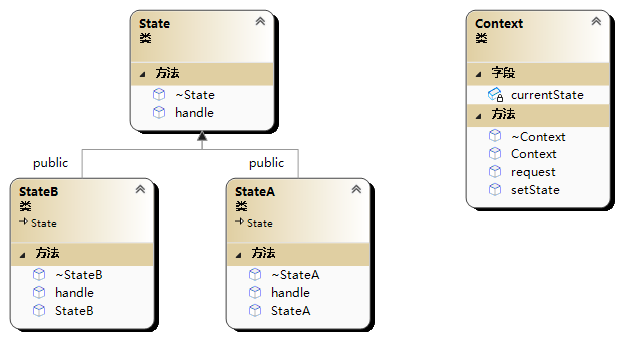 State
类
方法
~State
handle
Context
类
字段
currentState
方法
~Context
Context
request
setState
public
public
StateB
类
State
方法
~StateB
handle
StateB
StateA
类
State
方法
~StateA
handle
StateA